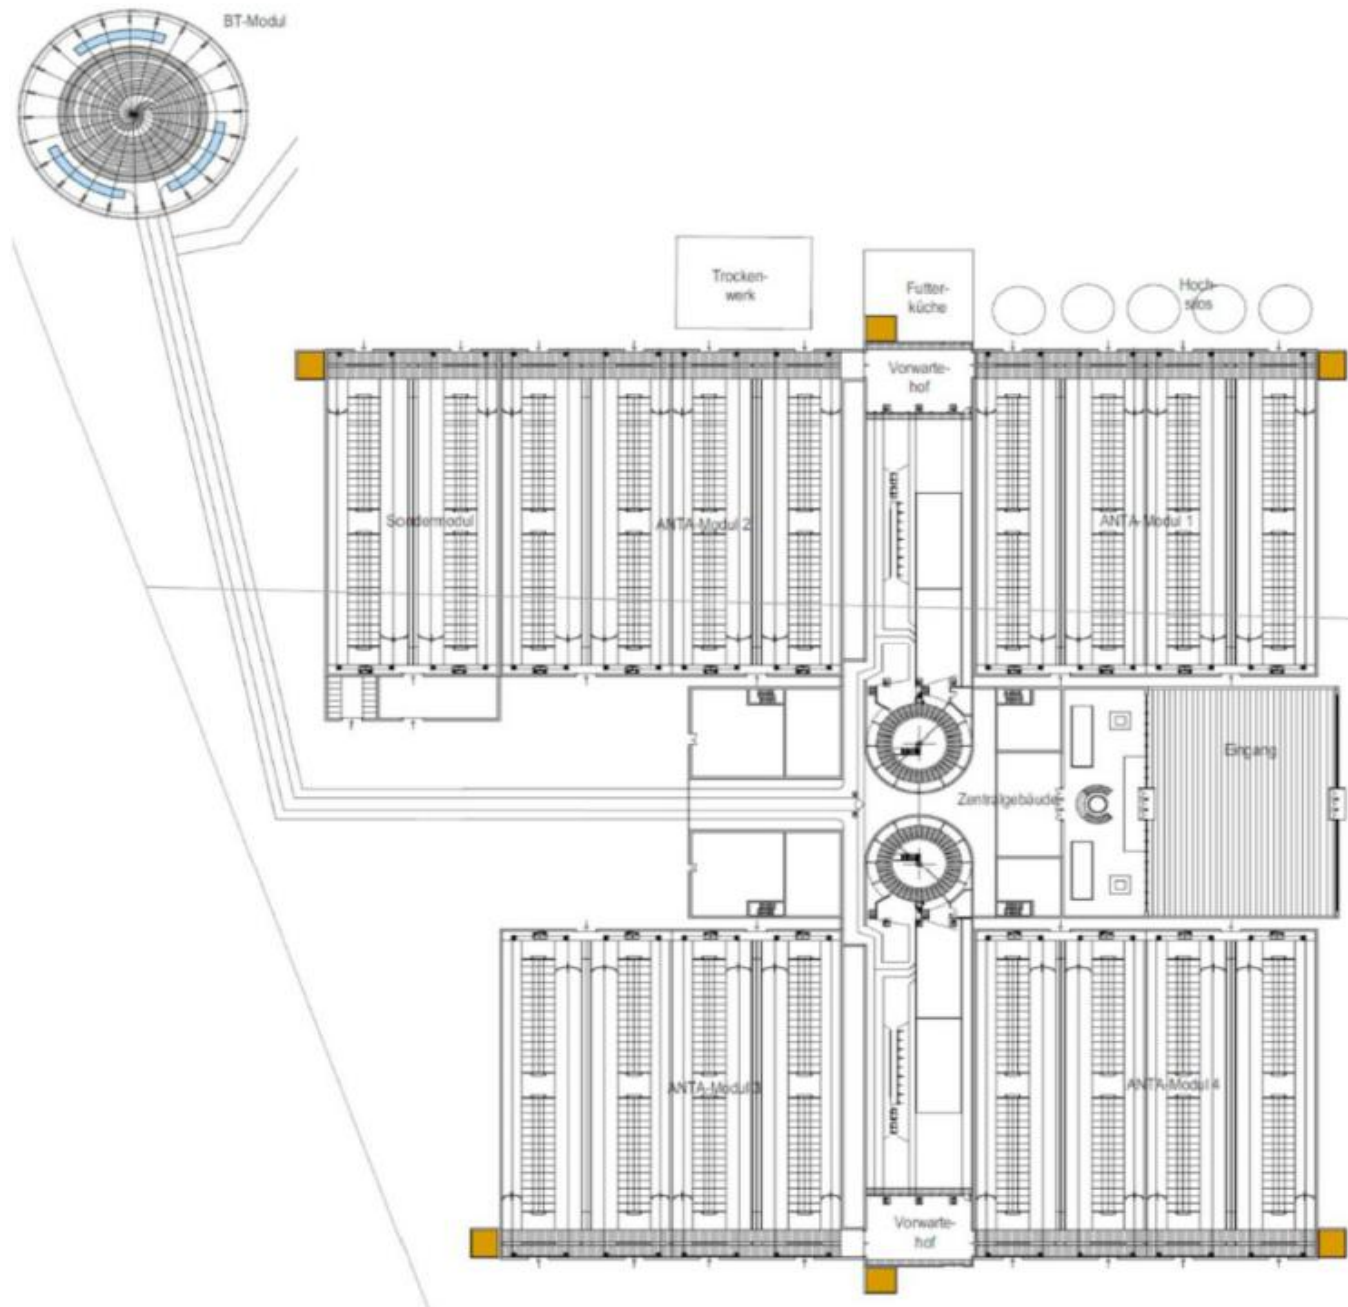 BT-Modul
Trocken-
werk
Futter-
küche
Hoch-
silos
Vorwarte-
hof
Sondermodul
ANTA-Modul 2
ANTA-Modul 1
Eingang
Zentralgebäude
ANTA-Modul 3
ANTA-Modul 4
Vorwarte-
hof